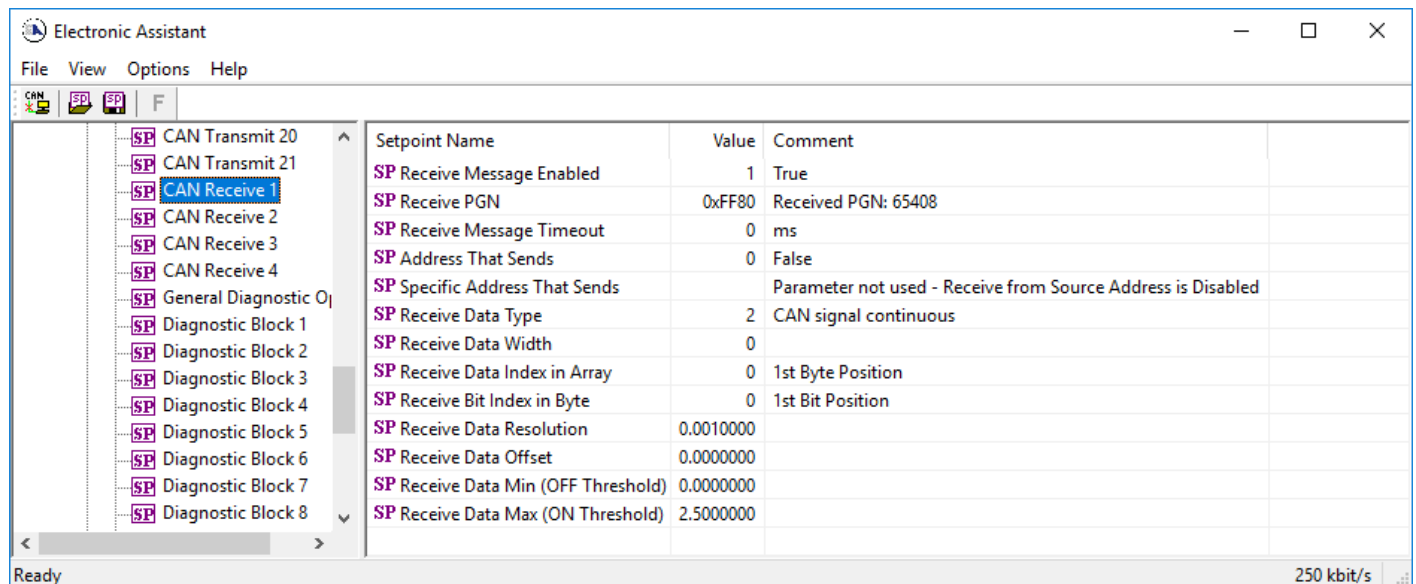 Electronic Assistant
File View Options Help
CAN SP SP F
SP CAN Transmit 20
SP CAN Transmit 21
SP CAN Receive 1
SP CAN Receive 2
SP CAN Receive 3
SP CAN Receive 4
SP General Diagnostic Op
SP Diagnostic Block 1
SP Diagnostic Block 2
SP Diagnostic Block 3
SP Diagnostic Block 4
SP Diagnostic Block 5
SP Diagnostic Block 6
SP Diagnostic Block 7
SP Diagnostic Block 8
Setpoint Name Value Comment
SP Receive Message Enabled 1 True
SP Receive PGN 0xFF80 Received PGN: 65408
SP Receive Message Timeout 0 ms
SP Address That Sends 0 False
SP Specific Address That Sends Parameter not used - Receive from Source Address is Disabled
SP Receive Data Type 2 CAN signal continuous
SP Receive Data Width 0
SP Receive Data Index in Array 0 1st Byte Position
SP Receive Bit Index in Byte 0 1st Bit Position
SP Receive Data Resolution 0.0010000
SP Receive Data Offset 0.0000000
SP Receive Data Min (OFF Threshold) 0.0000000
SP Receive Data Max (ON Threshold) 2.5000000
Ready 250 kbit/s